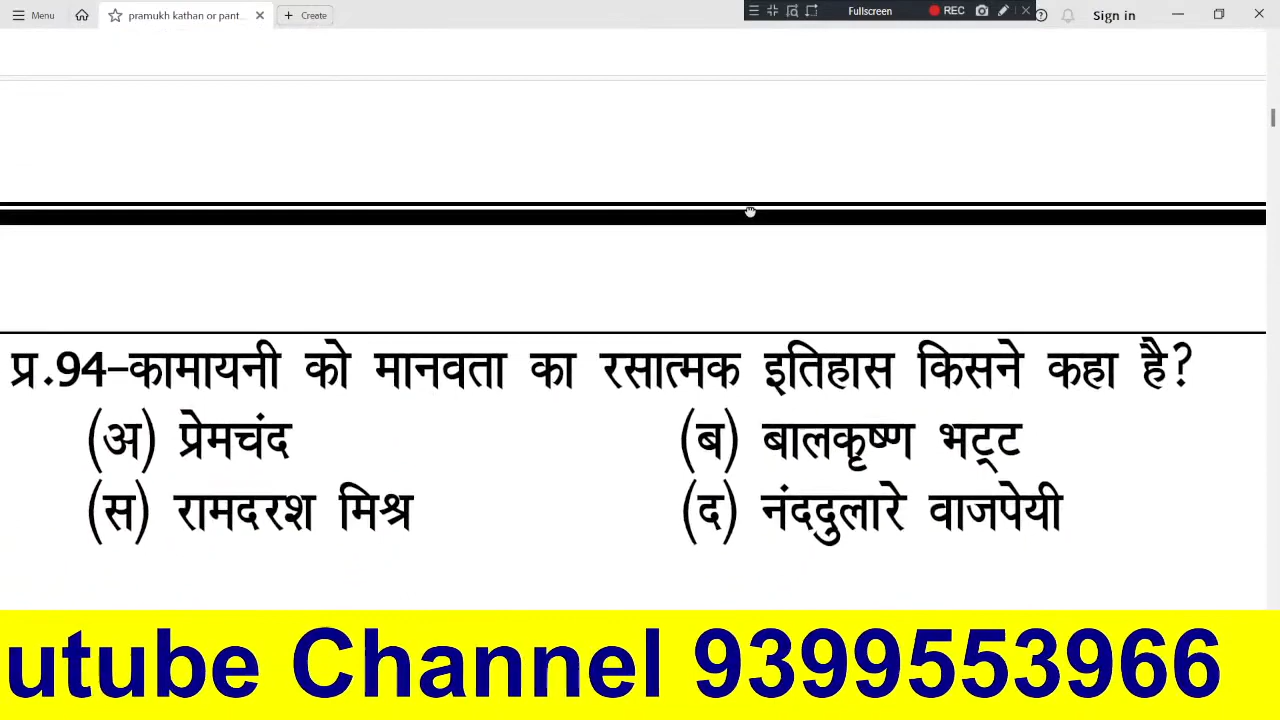 Menu pramukh kathan or pant... Create Fullscreen REC Sign in
प्र.94-कामायनी को मानवता का रसात्मक इतिहास किसने कहा है?
(अ) प्रेमचंद (ब) बालकृष्ण भट्ट
(स) रामदरश मिश्र (द) नंददुलारे वाजपेयी
utube Channel 9399553966